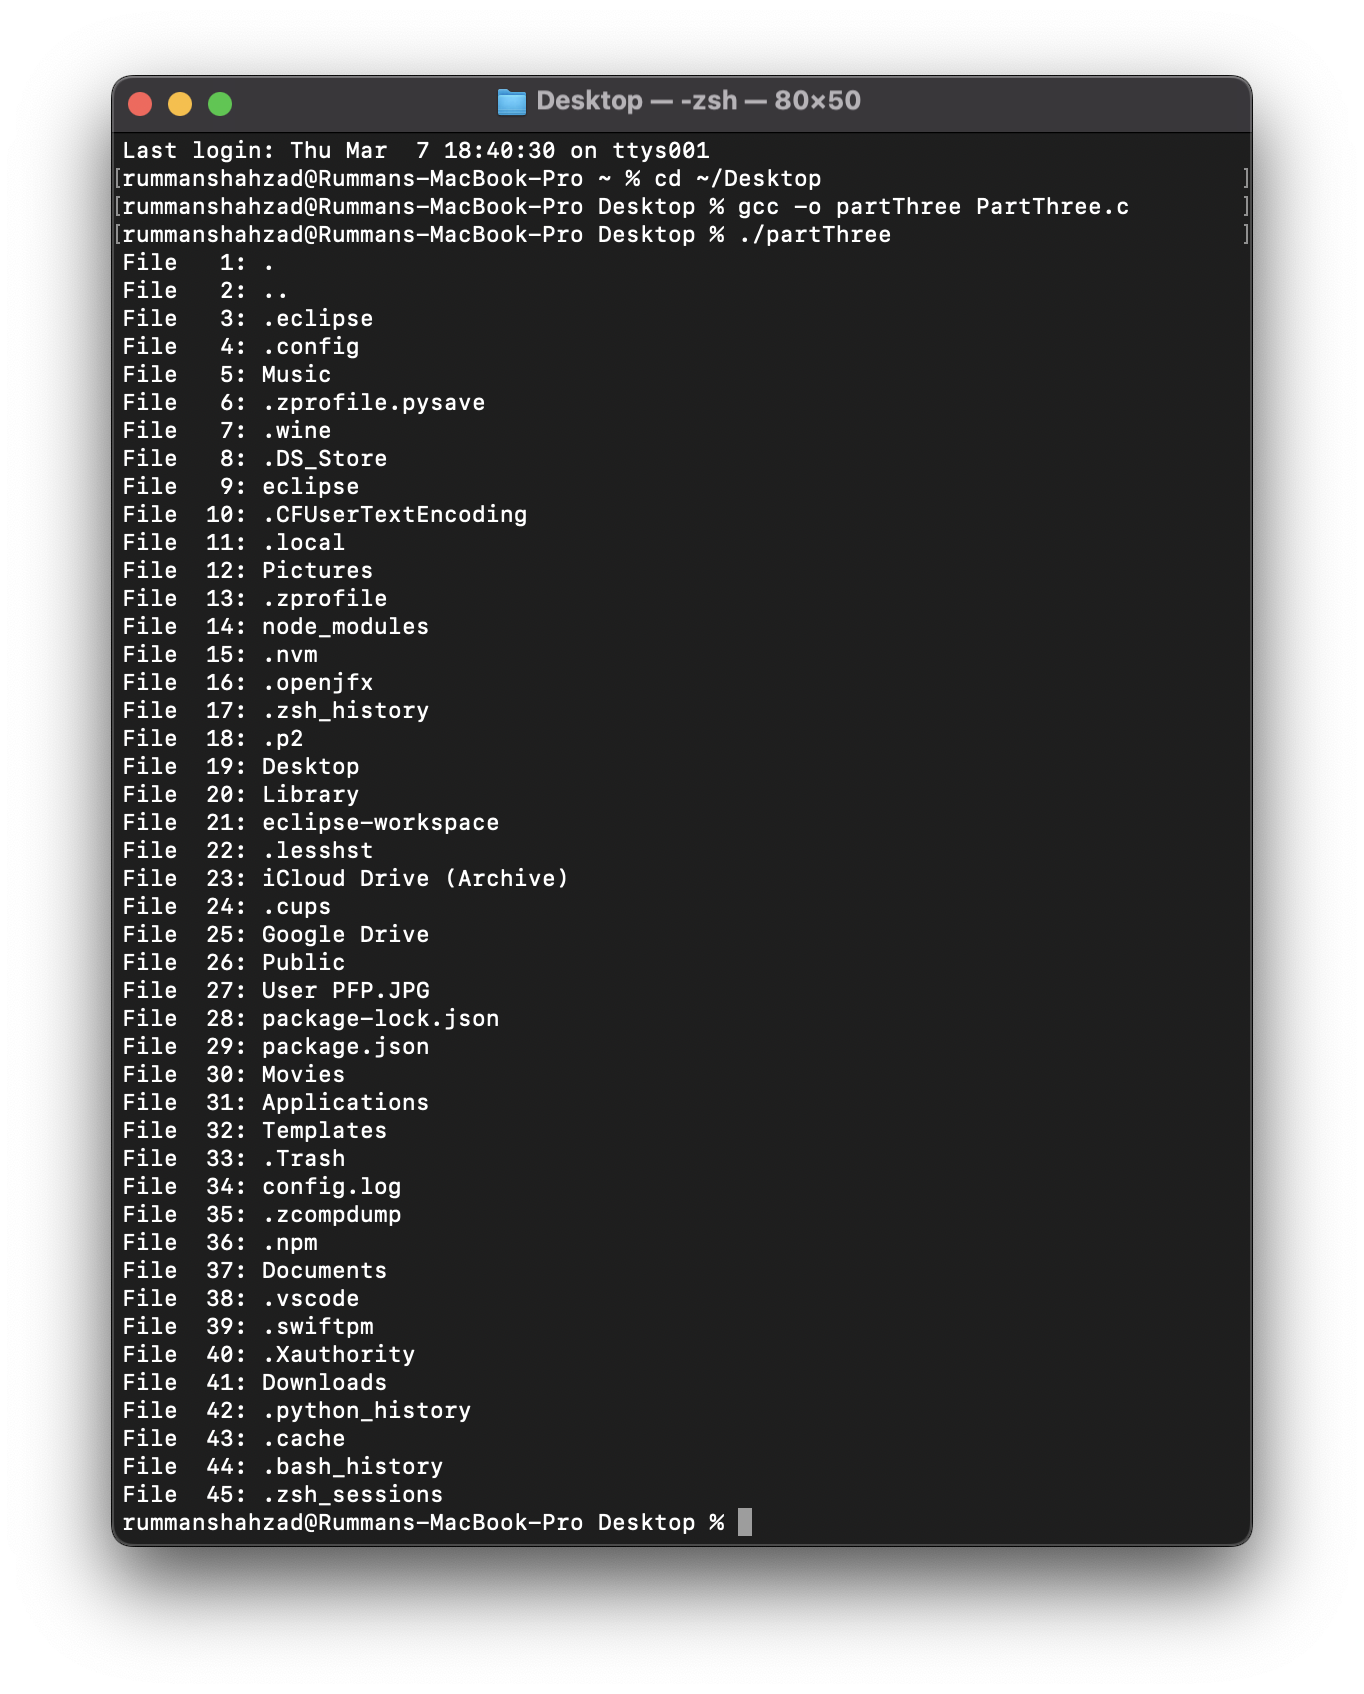 Desktop — -zsh — 80×50
Last login: Thu Mar  7 18:40:30 on ttys001
[rummanshahzad@Rummans-MacBook-Pro ~ % cd ~/Desktop ]
[rummanshahzad@Rummans-MacBook-Pro Desktop % gcc -o partThree PartThree.c ]
[rummanshahzad@Rummans-MacBook-Pro Desktop % ./partThree ]
File   1: .
File   2: ..
File   3: .eclipse
File   4: .config
File   5: Music
File   6: .zprofile.pysave
File   7: .wine
File   8: .DS_Store
File   9: eclipse
File  10: .CFUserTextEncoding
File  11: .local
File  12: Pictures
File  13: .zprofile
File  14: node_modules
File  15: .nvm
File  16: .openjfx
File  17: .zsh_history
File  18: .p2
File  19: Desktop
File  20: Library
File  21: eclipse-workspace
File  22: .lesshst
File  23: iCloud Drive (Archive)
File  24: .cups
File  25: Google Drive
File  26: Public
File  27: User PFP.JPG
File  28: package-lock.json
File  29: package.json
File  30: Movies
File  31: Applications
File  32: Templates
File  33: .Trash
File  34: config.log
File  35: .zcompdump
File  36: .npm
File  37: Documents
File  38: .vscode
File  39: .swiftpm
File  40: .Xauthority
File  41: Downloads
File  42: .python_history
File  43: .cache
File  44: .bash_history
File  45: .zsh_sessions
rummanshahzad@Rummans-MacBook-Pro Desktop %